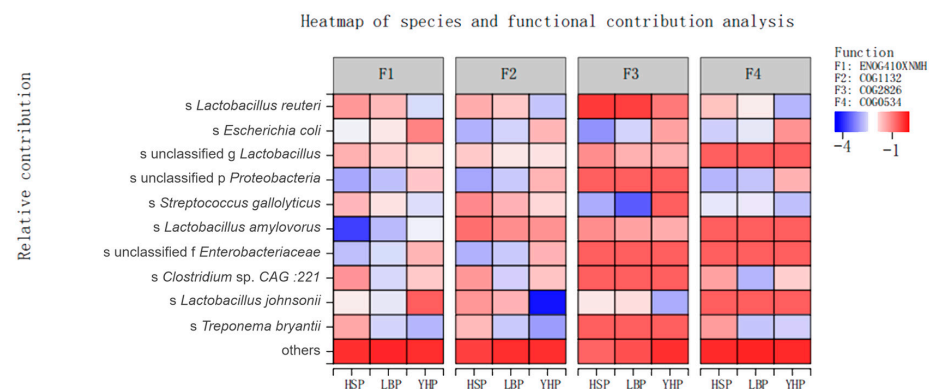 Heatmap of species and functional contribution analysis
Function
F1: ENOG410XNMH
F2: COG1132
F3: COG2826
F4: COG0534
-4 -1
Relative contribution
F1 F2 F3 F4
s Lactobacillus reuteri
s Escherichia coli
s unclassified g Lactobacillus
s unclassified p Proteobacteria
s Streptococcus gallolyticus
s Lactobacillus amylovorus
s unclassified f Enterobacteriaceae
s Clostridium sp. CAG :221
s Lactobacillus johnsonii
s Treponema bryantii
others
HSP LBP YHP HSP LBP YHP HSP LBP YHP HSP LBP YHP